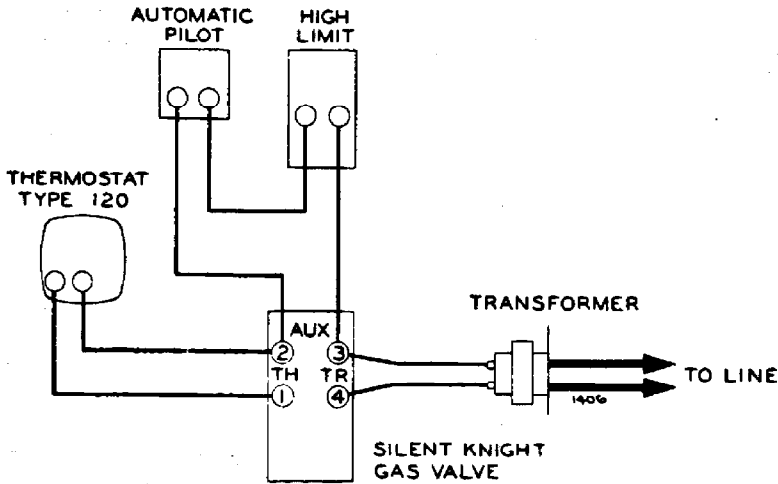 AUTOMATIC
PILOT
HIGH
LIMIT
THERMOSTAT
TYPE 120
AUX
2
3
TH
TR
1
4
TRANSFORMER
TO LINE
1406
SILENT KNIGHT
GAS VALVE